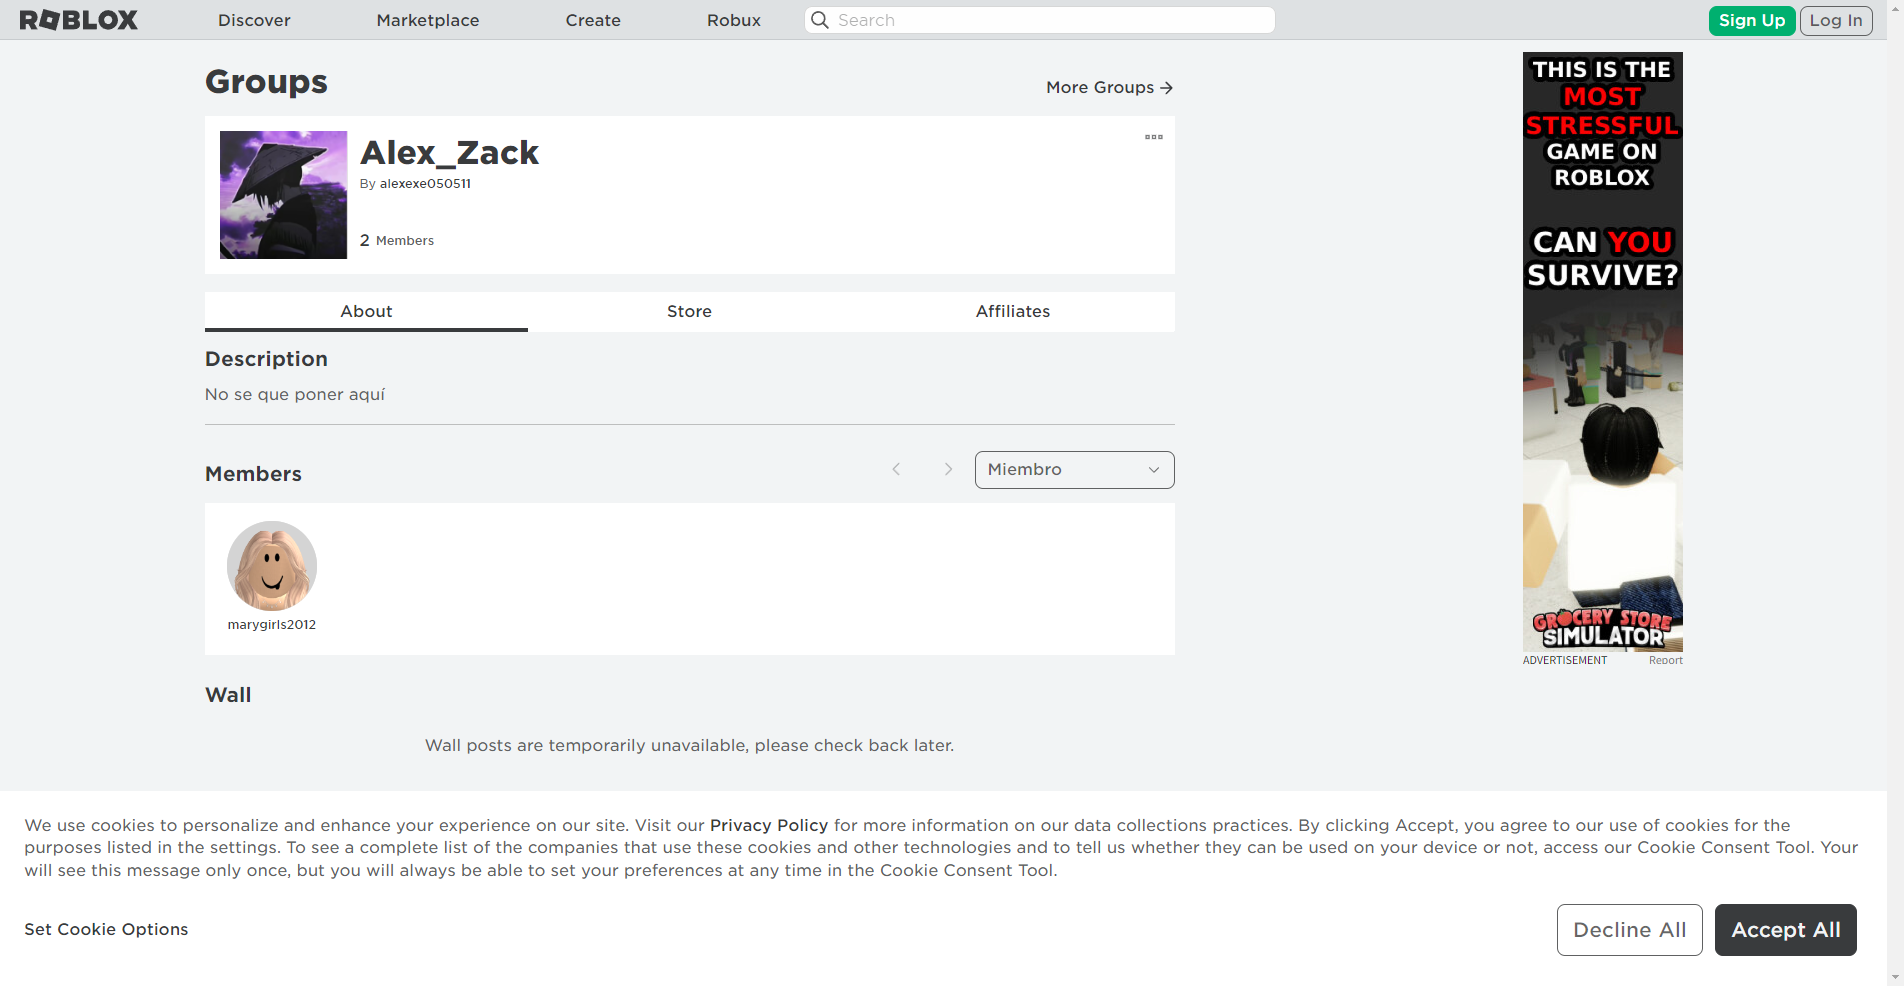 ROBLOX
Discover
Marketplace
Create
Robux
Search
Sign Up
Log In
Groups
More Groups
Alex_Zack
By alexexe050511
2 Members
About
Store
Affiliates
Description
No se que poner aquí
Members
Miembro
marygirls2012
Wall
Wall posts are temporarily unavailable, please check back later.
THIS IS THE
MOST
STRESSFUL
GAME ON
ROBLOX
CAN YOU
SURVIVE?
GROCERY STORE
SIMULATOR
ADVERTISEMENT
Report
We use cookies to personalize and enhance your experience on our site. Visit our Privacy Policy for more information on our data collections practices. By clicking Accept, you agree to our use of cookies for the
purposes listed in the settings. To see a complete list of the companies that use these cookies and other technologies and to tell us whether they can be used on your device or not, access our Cookie Consent Tool. Your
will see this message only once, but you will always be able to set your preferences at any time in the Cookie Consent Tool.
Set Cookie Options
Decline All
Accept All